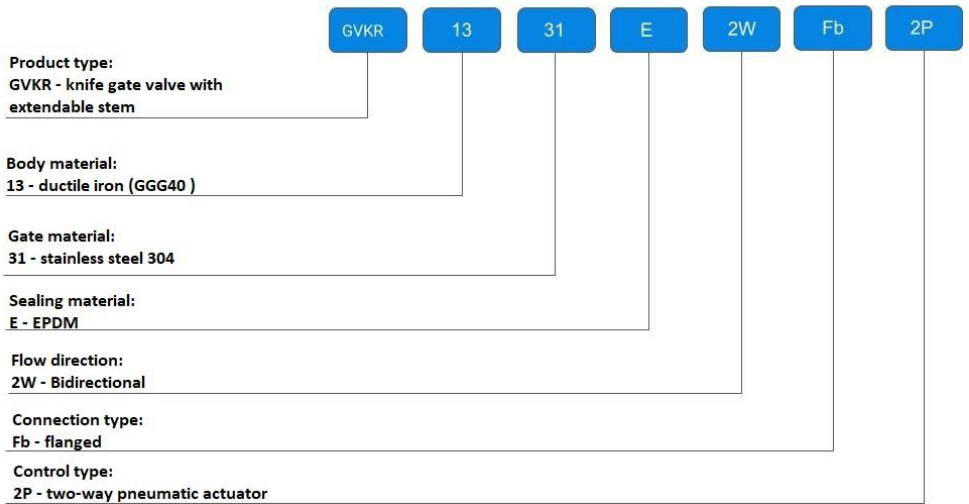 GVKR 13 31 E 2W Fb 2P
Product type:
GVKR - knife gate valve with
extendable stem
Body material:
13 - ductile iron (GGG40 )
Gate material:
31 - stainless steel 304
Sealing material:
E - EPDM
Flow direction:
2W - Bidirectional
Connection type:
Fb - flanged
Control type:
2P - two-way pneumatic actuator